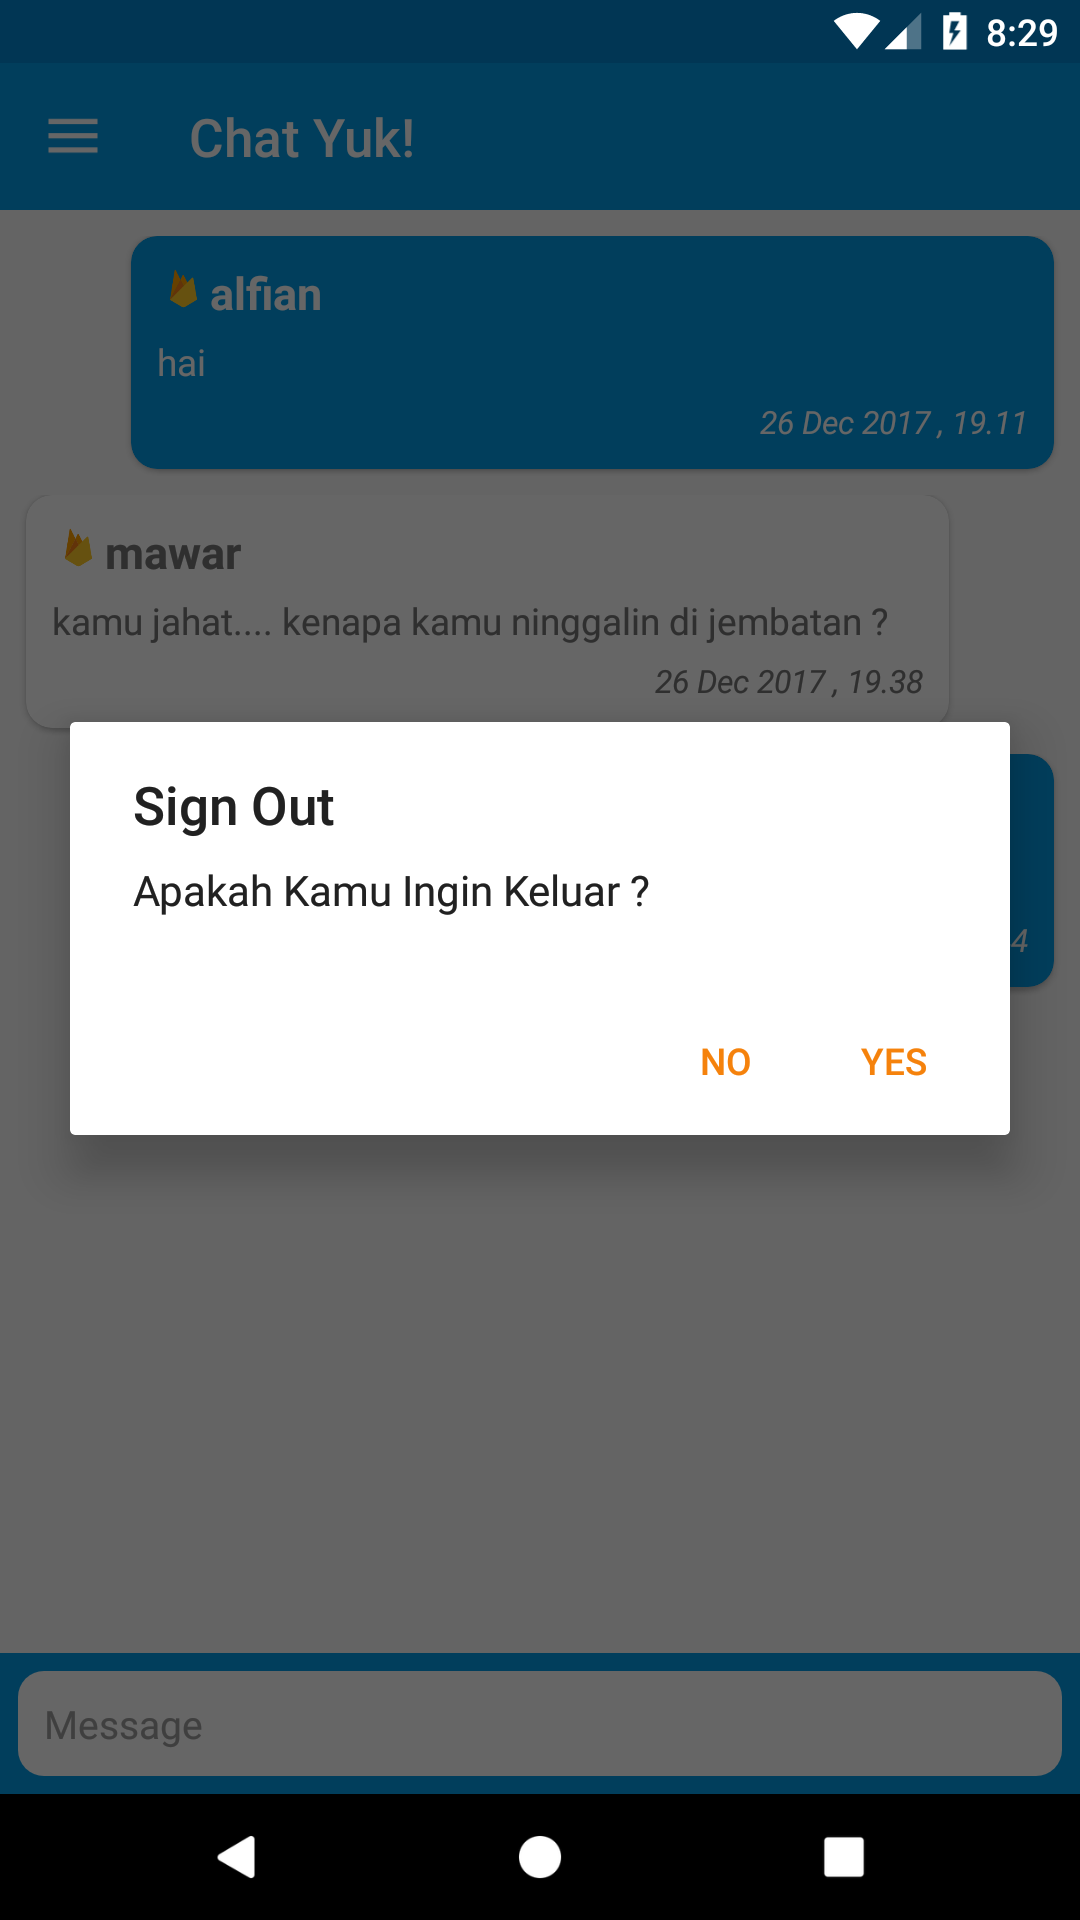 8:29
Chat Yuk!
alfian
hai
26 Dec 2017 , 19.11
mawar
kamu jahat.... kenapa kamu ninggalin di jembatan ?
26 Dec 2017 , 19.38
Sign Out
Apakah Kamu Ingin Keluar ?
4
NO YES
Message